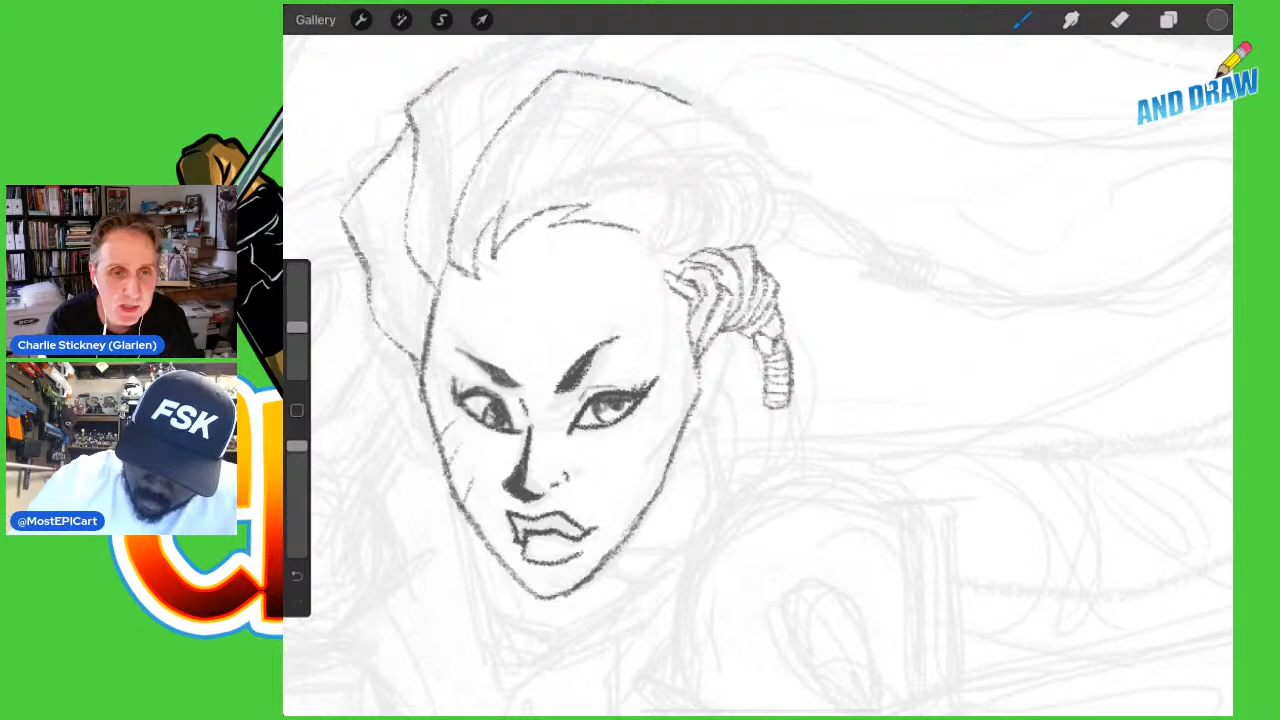 Gallery
AND DRAW
Charlie Stickney (Glarien)
FSK
@MostEPICart